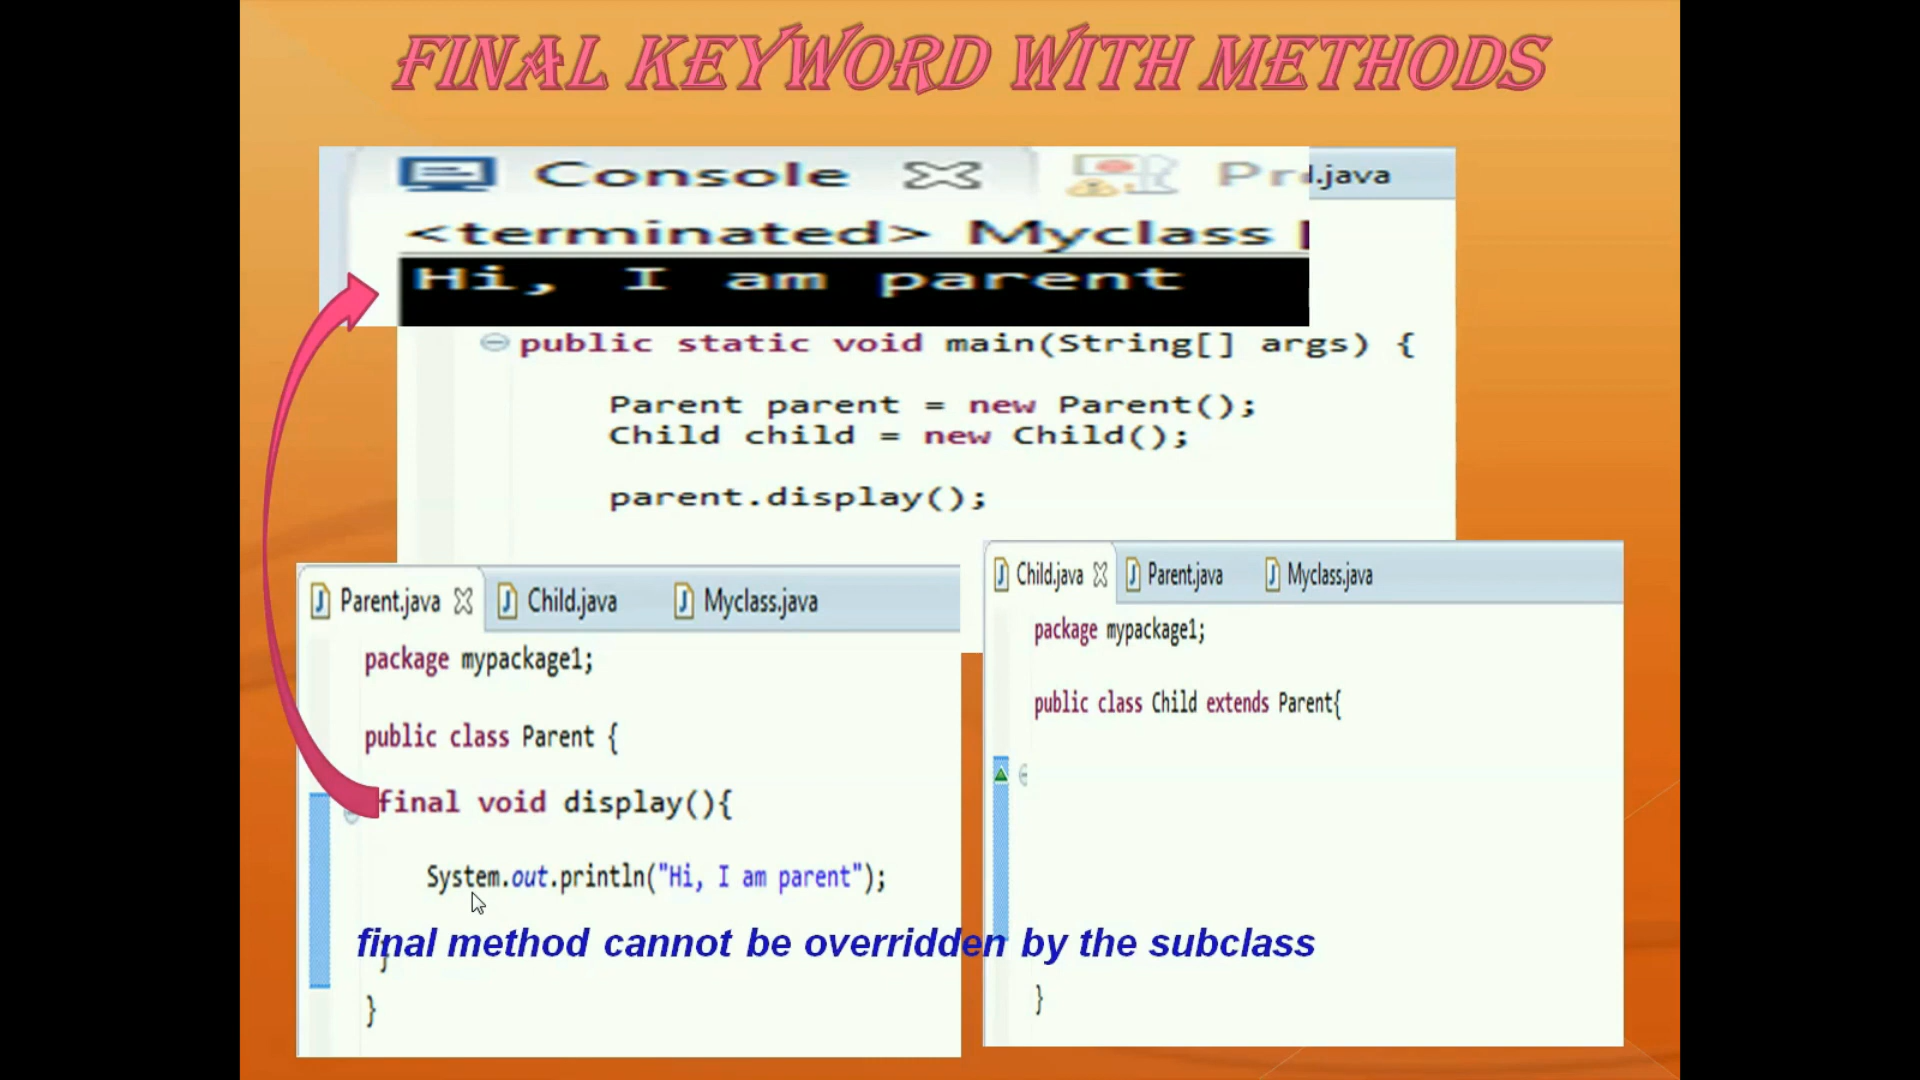 FINAL KEYWORD WITH METHODS
Console
.java
<terminated> Myclass
Hi, I am parent
public static void main(String[] args) {
Parent parent = new Parent();
Child child = new Child();
parent.display();
Parent.java Child.java Myclass.java
package mypackage1;
public class Parent {
final void display(){
System.out.println("Hi, I am parent");
}
}
Child.java Parent.java Myclass.java
package mypackage1;
public class Child extends Parent{
}
final method cannot be overridden by the subclass